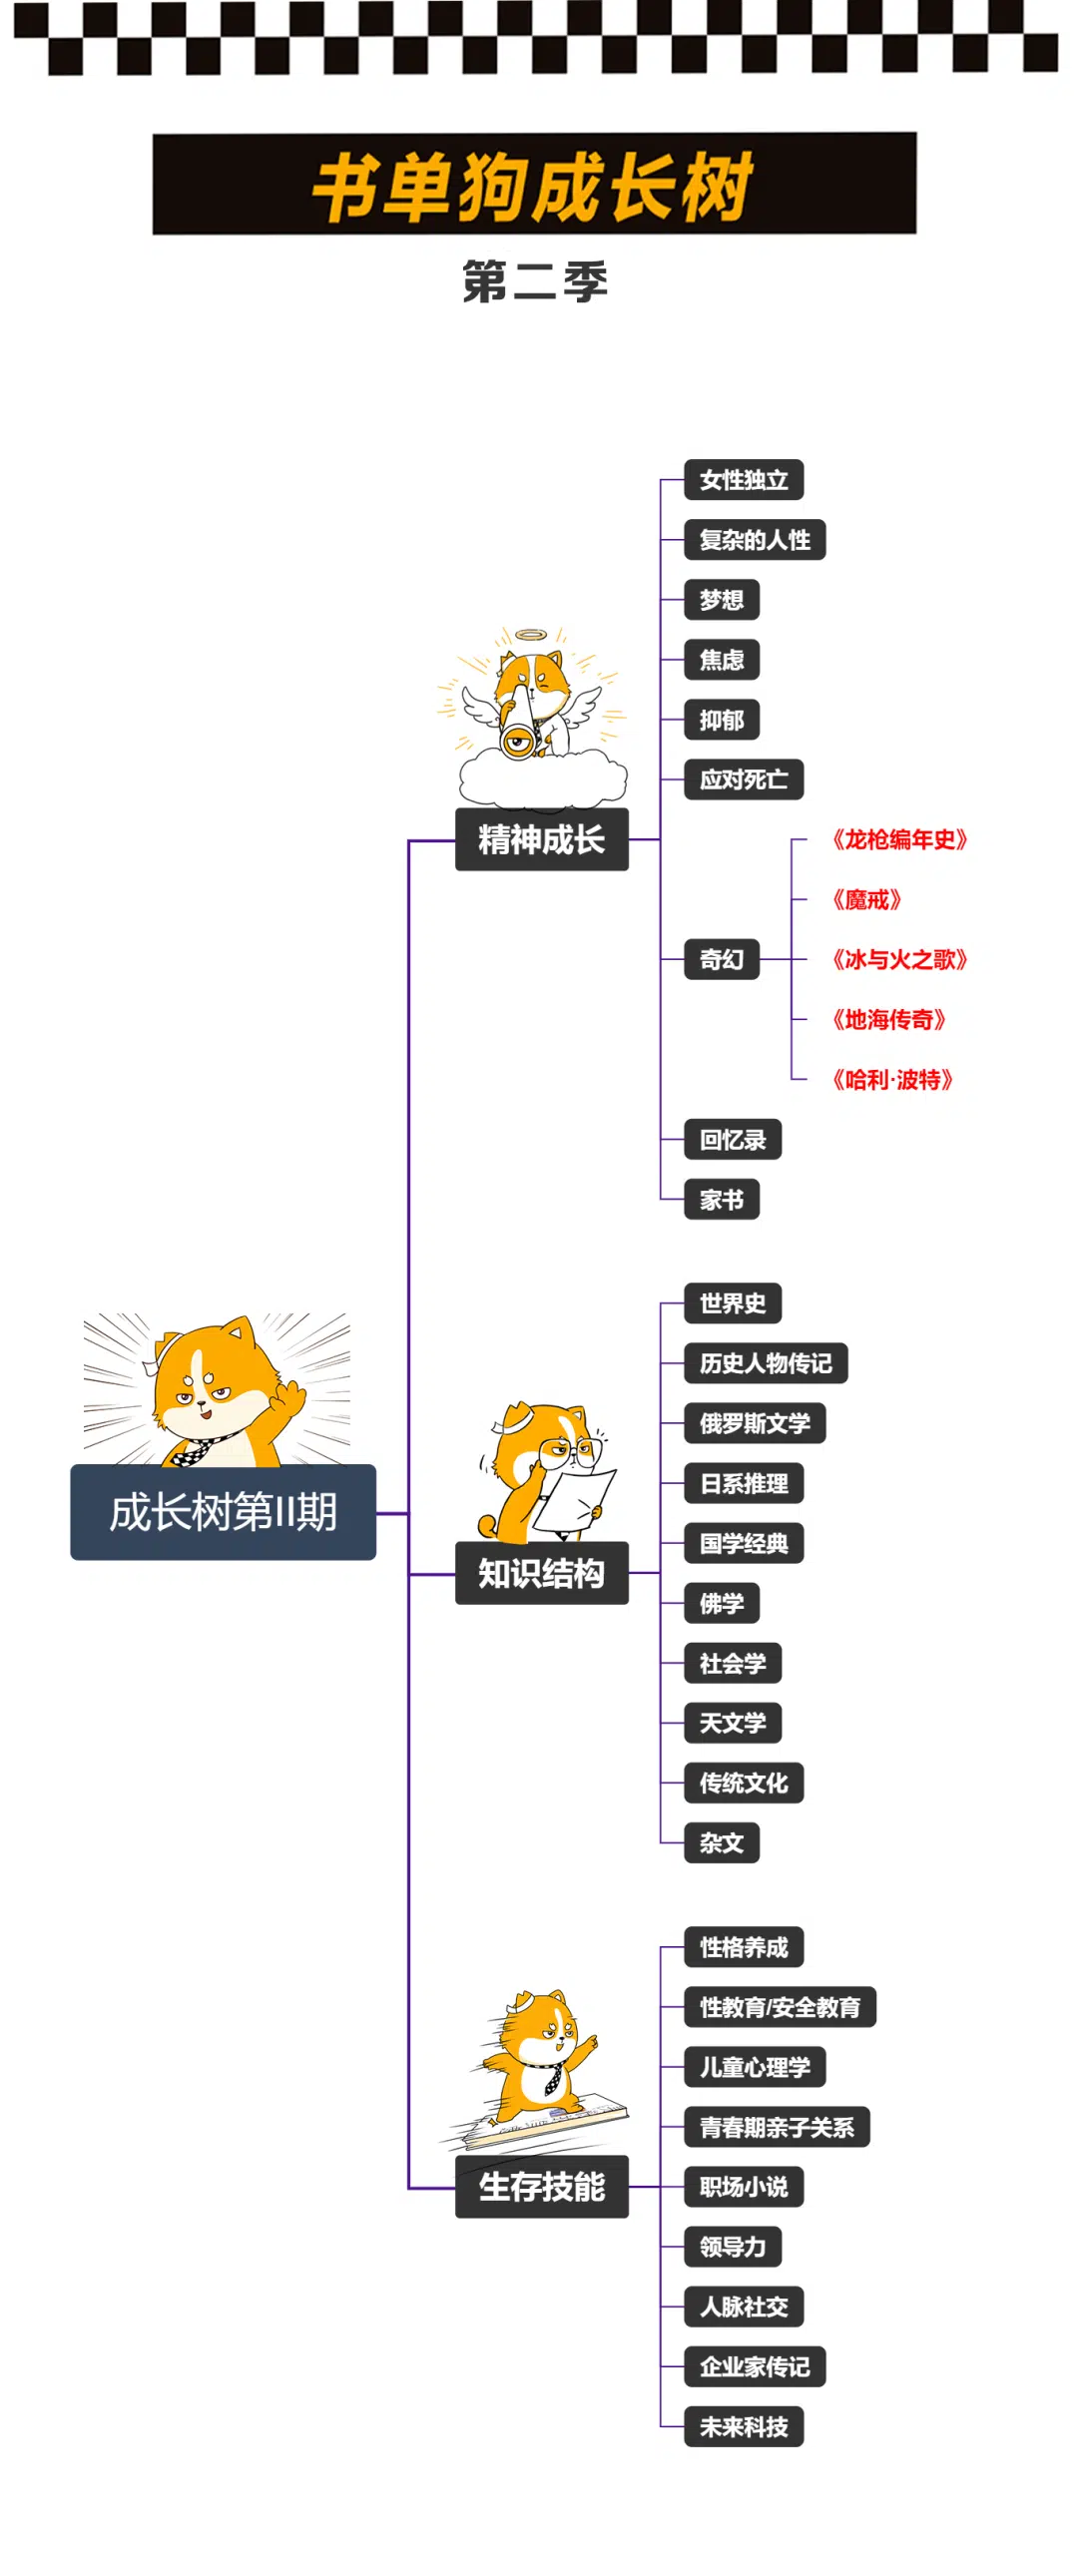 书单狗成长树
第二季
女性独立
复杂的人性
梦想
焦虑
抑郁
应对死亡
精神成长
《龙枪编年史》
《魔戒》
奇幻
《冰与火之歌》
《地海传奇》
《哈利·波特》
回忆录
家书
世界史
历史人物传记
俄罗斯文学
日系推理
成长树第II期
国学经典
知识结构
佛学
社会学
天文学
传统文化
杂文
性格养成
性教育/安全教育
儿童心理学
青春期亲子关系
生存技能
职场小说
领导力
人脉社交
企业家传记
未来科技